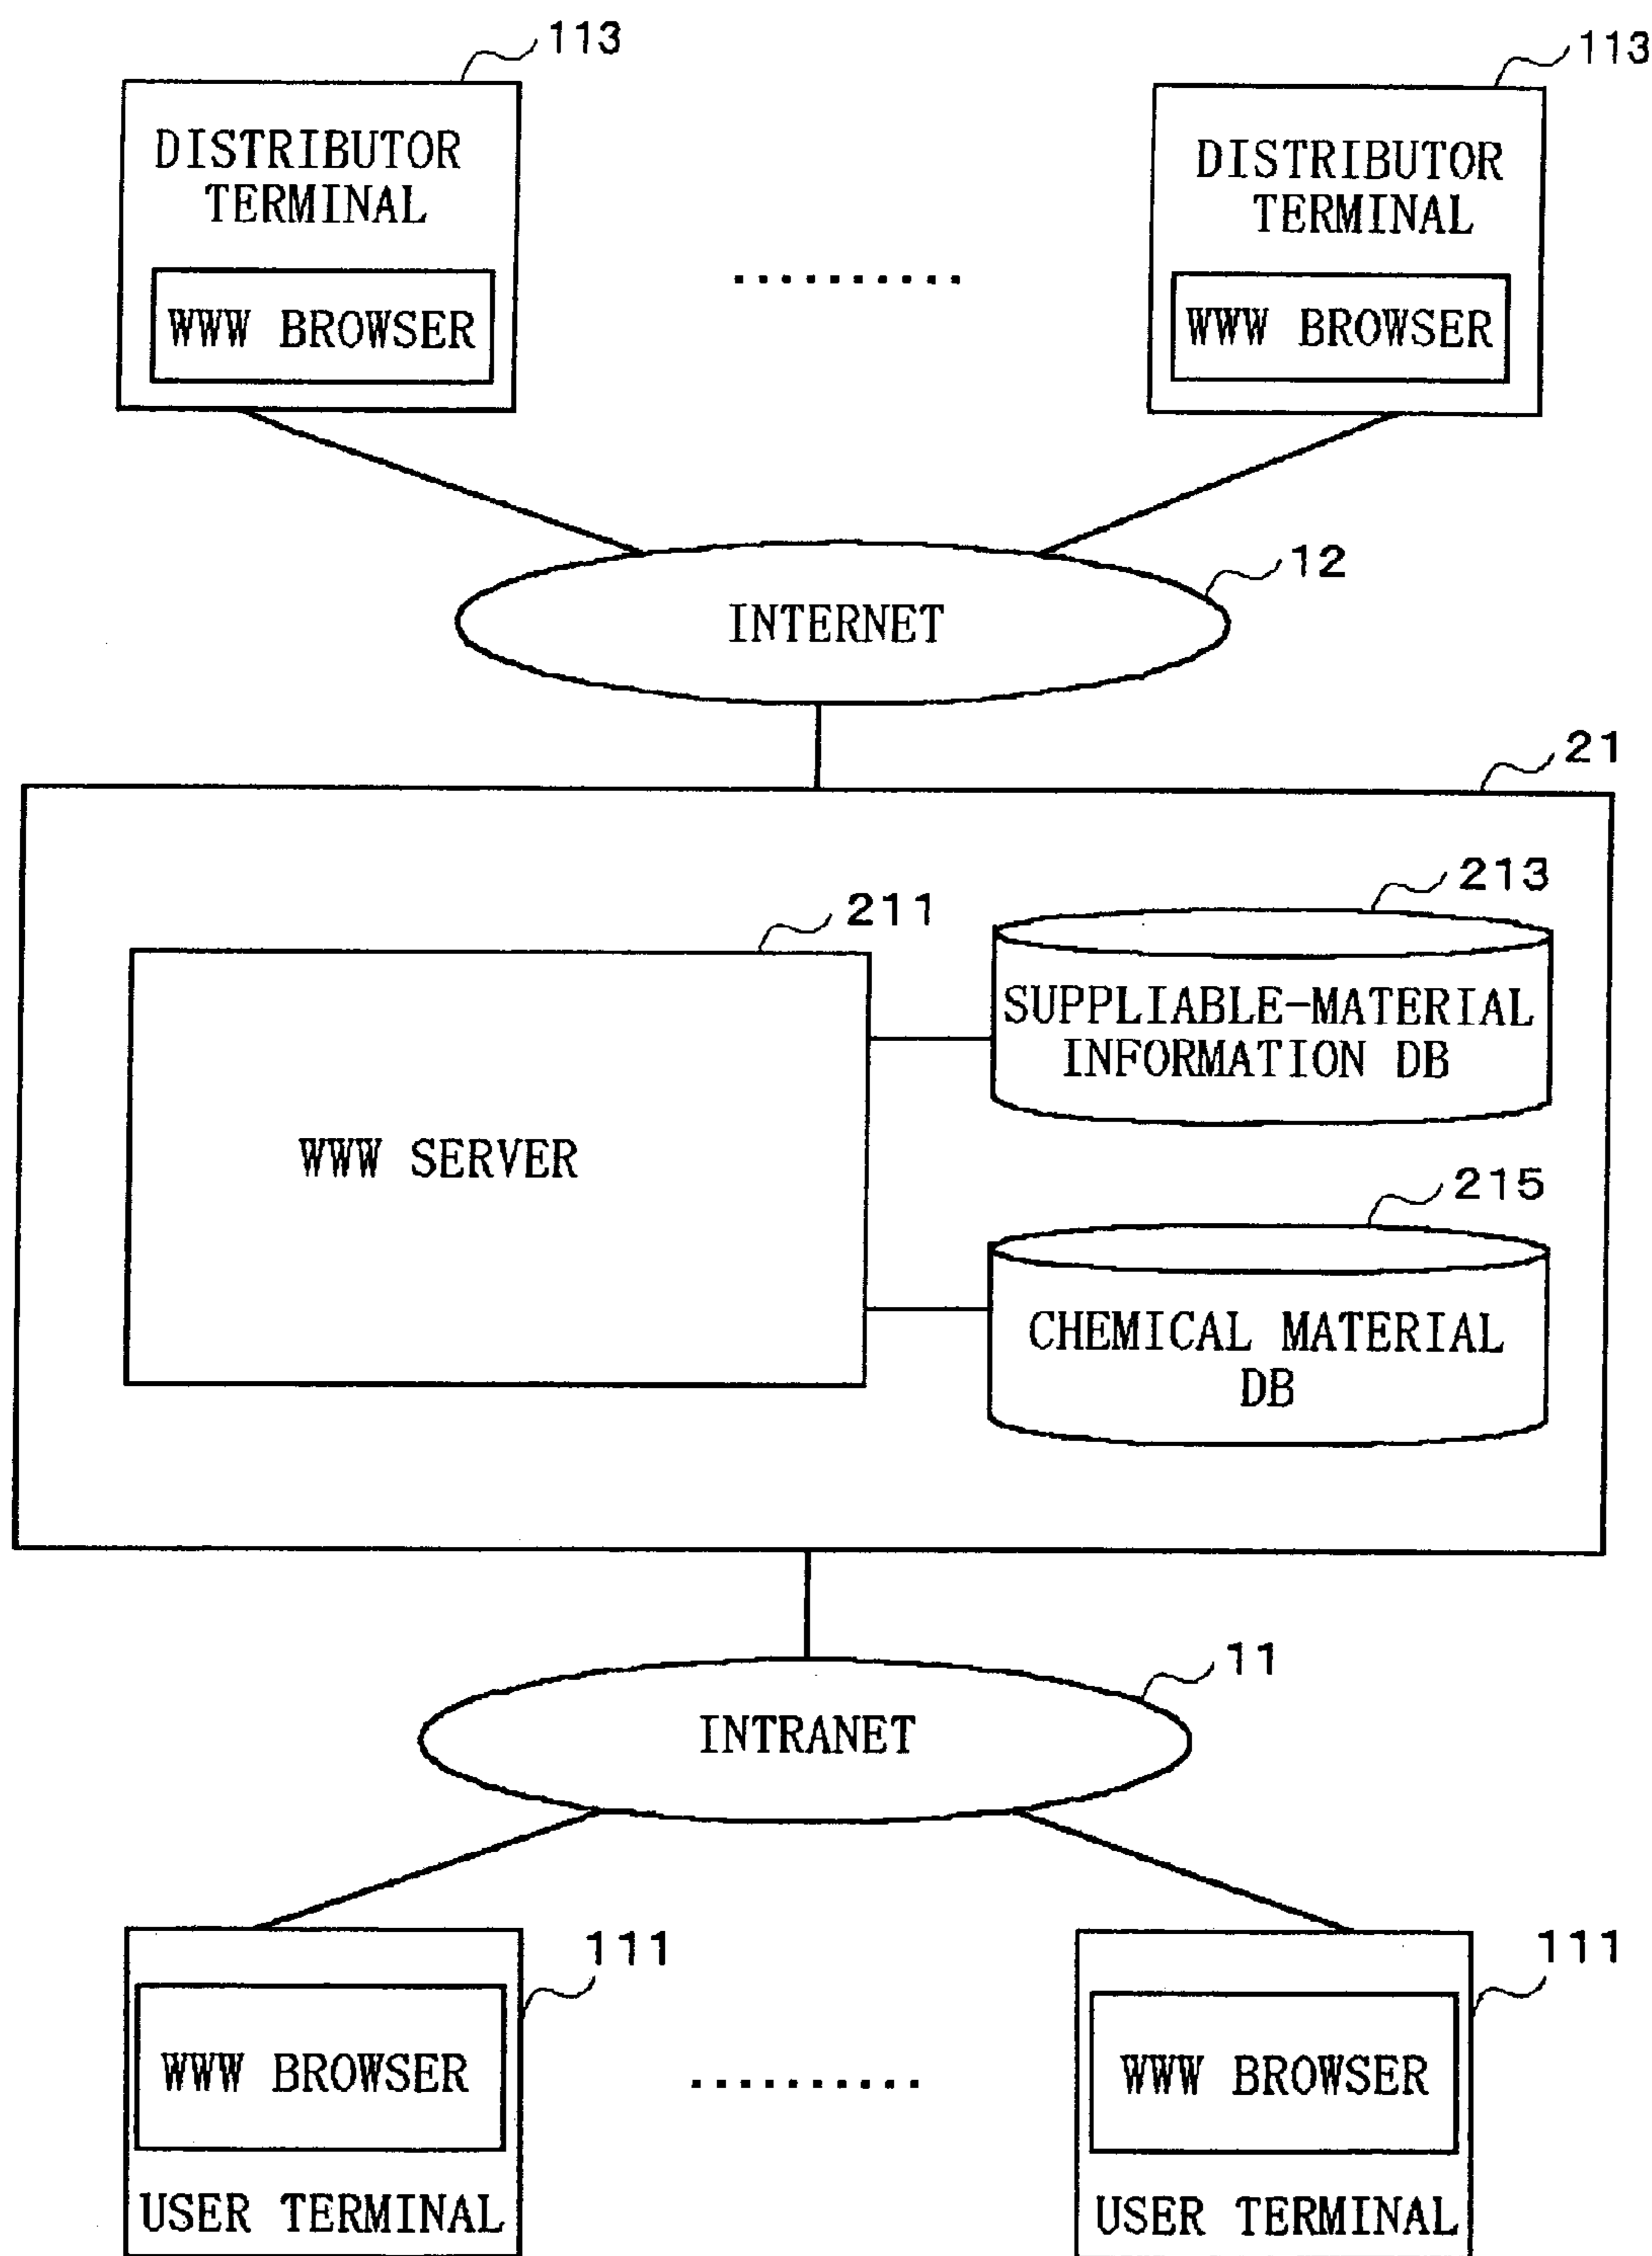 113
113
DISTRIBUTOR
TERMINAL
WWW BROWSER
DISTRIBUTOR
TERMINAL
WWW BROWSER
12
INTERNET
21
211
WWW SERVER
213
SUPPLIABLE-MATERIAL
INFORMATION DB
215
CHEMICAL MATERIAL
DB
11
INTRANET
111
WWW BROWSER
USER TERMINAL
111
WWW BROWSER
USER TERMINAL